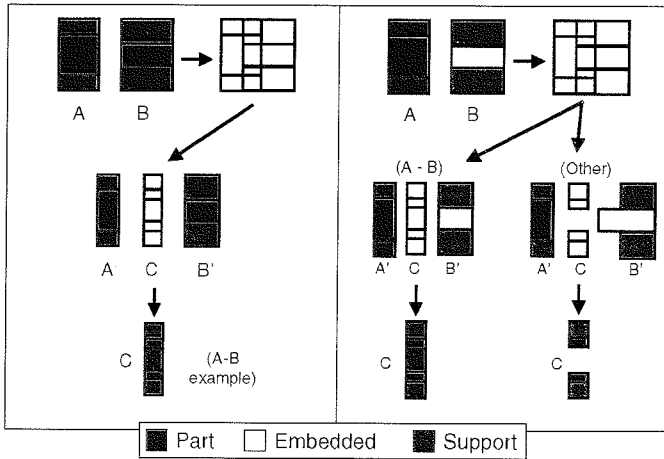 A B
A C B'
C (A-B
example)
A B
(A - B) (Other)
A' C B' A' C B'
C C
Part Embedded Support